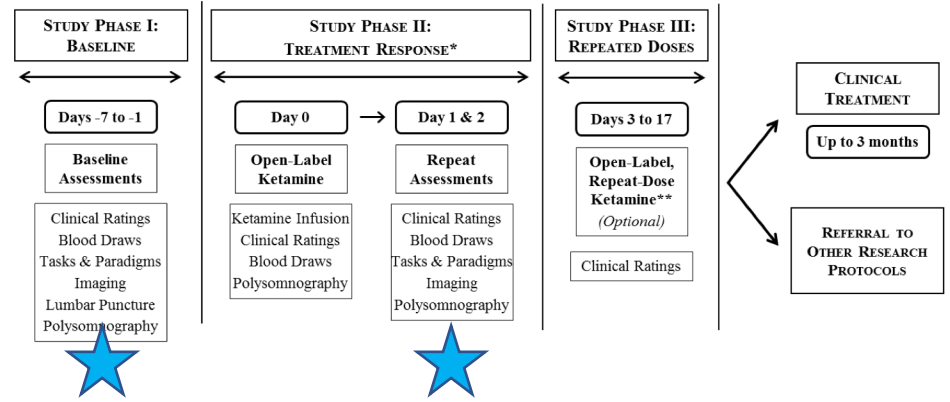 STUDY PHASE I:
BASELINE
Days -7 to -1
Baseline
Assessments
Clinical Ratings
Blood Draws
Tasks & Paradigms
Imaging
Lumbar Puncture
Polysomnography
STUDY PHASE II:
TREATMENT RESPONSE*
Day 0
Open-Label
Ketamine
Ketamine Infusion
Clinical Ratings
Blood Draws
Polysomnography
Day 1 & 2
Repeat
Assessments
Clinical Ratings
Blood Draws
Tasks & Paradigms
Imaging
Polysomnography
STUDY PHASE III:
REPEATED DOSES
Days 3 to 17
Open-Label,
Repeat-Dose
Ketamine**
(Optional)
Clinical Ratings
CLINICAL
TREATMENT
Up to 3 months
REFERRAL TO
OTHER RESEARCH
PROTOCOLS